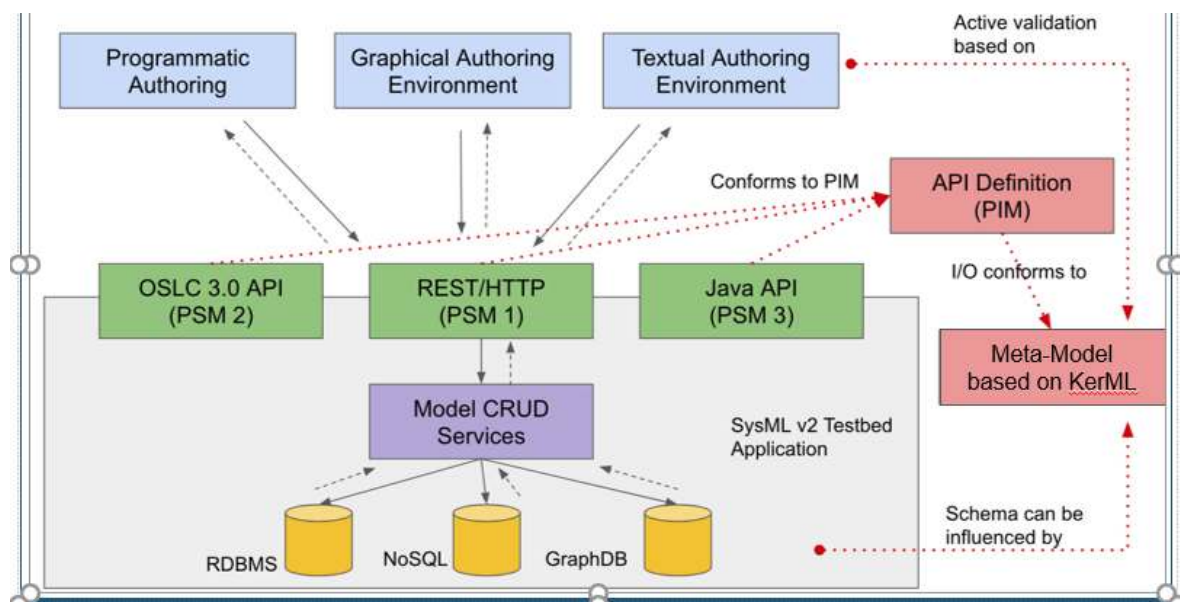 Programmatic
Authoring
Graphical Authoring
Environment
Textual Authoring
Environment
Active validation
based on
Conforms to PIM
API Definition
(PIM)
I/O conforms to
OSLC 3.0 API
(PSM 2)
REST/HTTP
(PSM 1)
Java API
(PSM 3)
Meta-Model
based on KerML
Model CRUD
Services
SysML v2 Testbed
Application
Schema can be
influenced by
RDBMS
NoSQL
GraphDB